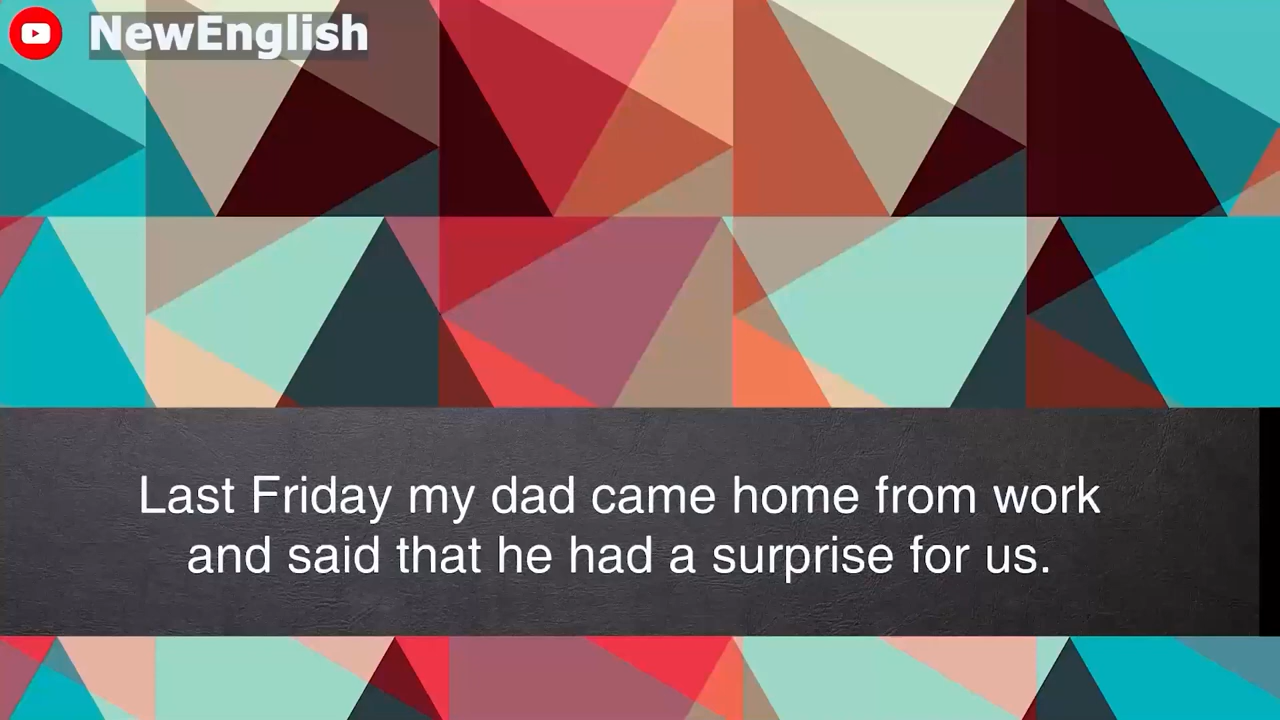 NewEnglish
Last Friday my dad came home from work
and said that he had a surprise for us.